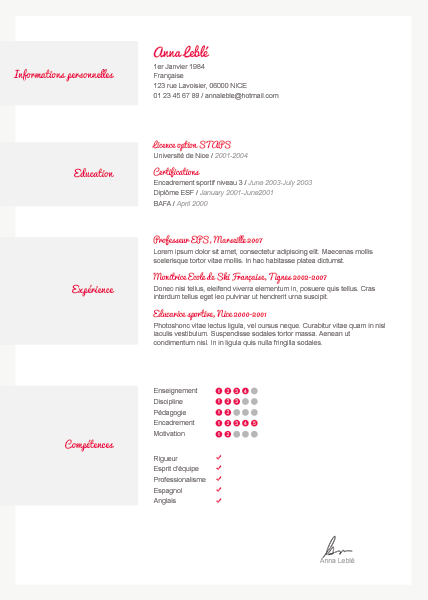 Informations personnelles
Anna Leblé
1er Janvier 1984
Française
123 rue Lavoisier, 06000 NICE
01 23 45 67 89 / annaleble@hotmail.com
Education
Licence option STAPS
Université de Nice / 2001-2004
Certifications
Encadrement sportif niveau 3 / June 2003-July 2003
Diplôme ESF / January 2001-June2001
BAFA / April 2000
Expérience
Professeur EPS, Marseille 2007
Lorem ipsum dolor sit amet, consectetur adipiscing elit. Maecenas mollis
scelerisque tortor vitae mollis. In hac habitasse platea dictumst.
Monitrice Ecole de Ski Française, Tignes 2002-2007
Donec nisi tellus, eleifend viverra elementum in, posuere quis tellus. Cras
interdum tellus eget leo pulvinar ut hendrerit urna suscipit.
Educarice sportive, Nice 2000-2001
Photoshono vitae lectus ligula, vel cursus neque. Curabitur vitae quam in nisl
iaculis vestibulum. Suspendisse sodales tortor massa. Aenean ut
condimentum nisl. In in ligula quis nulla fringilla sodales.
Compétences
Enseignement 1 2 3 4
Discipline 1 2 3
Pédagogie 1 2
Encadrement 1 2 3 4 5
Motivation 1 2
Rigueur
Esprit d'équipe
Professionalisme
Espagnol
Anglais
Anna Leblé